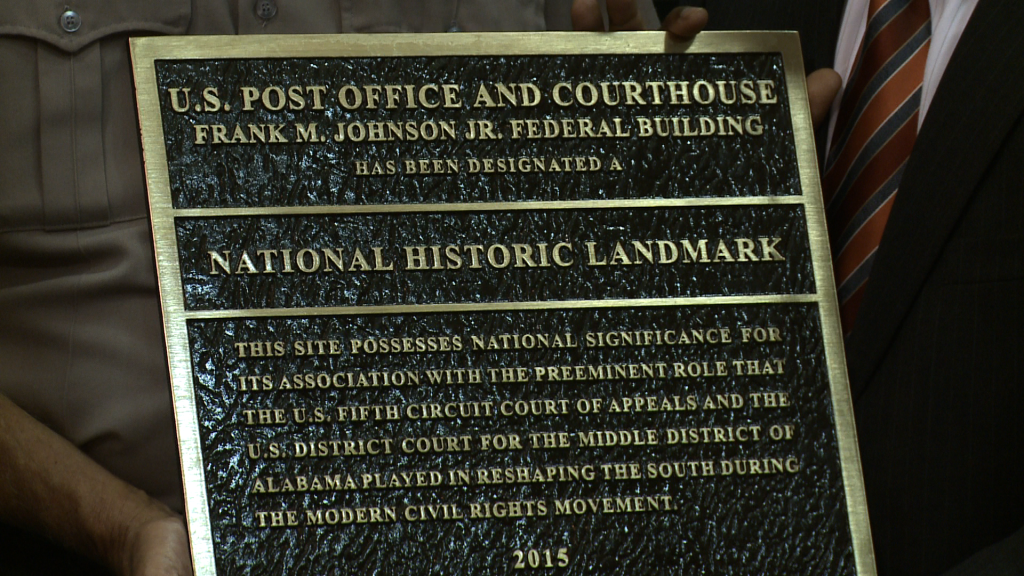 U.S. POST OFFICE AND COURTHOUSE
FRANK M. JOHNSON JR. FEDERAL BUILDING
HAS BEEN DESIGNATED A
NATIONAL HISTORIC LANDMARK
THIS SITE POSSESSES NATIONAL SIGNIFICANCE FOR
ITS ASSOCIATION WITH THE PREEMINENT ROLE THAT
THE U.S. FIFTH CIRCUIT COURT OF APPEALS AND THE
U.S. DISTRICT COURT FOR THE MIDDLE DISTRICT OF
ALABAMA PLAYED IN RESHAPING THE SOUTH DURING
THE MODERN CIVIL RIGHTS MOVEMENT.
2015